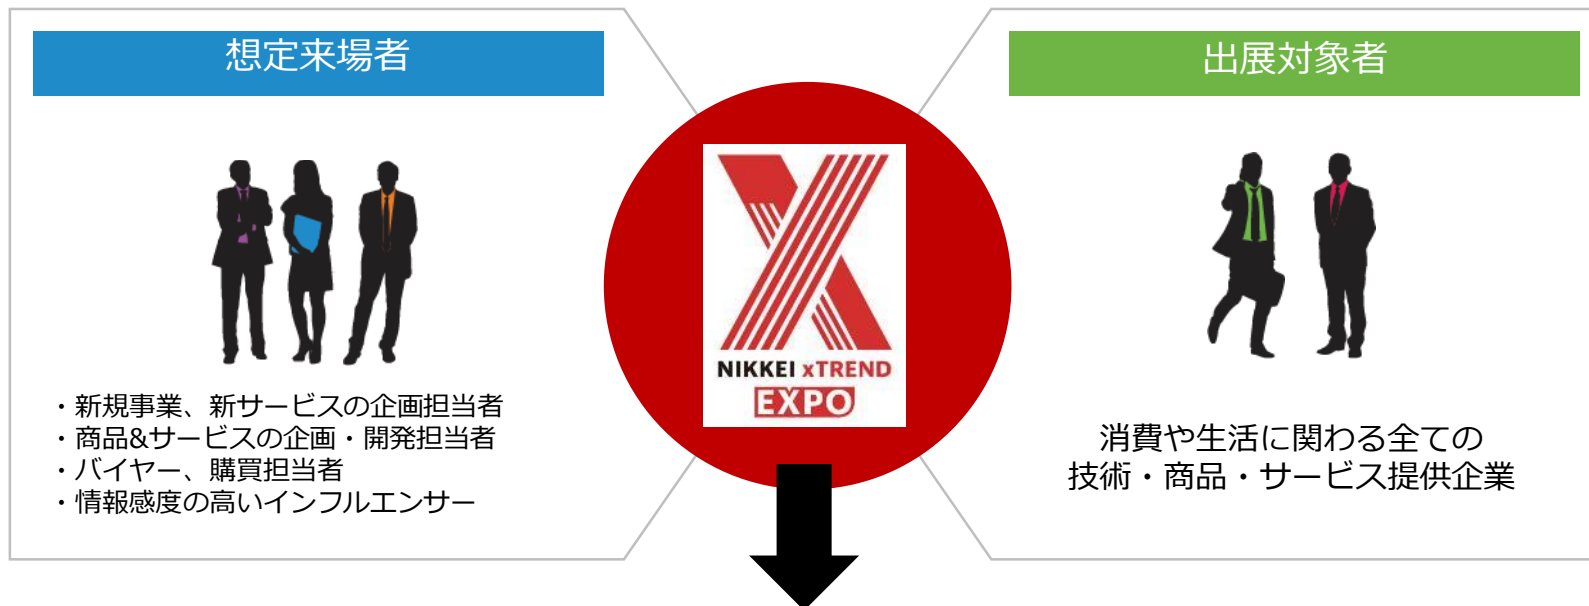 想定来場者
・新規事業、新サービスの企画担当者
・商品&サービスの企画・開発担当者
・バイヤー、購買担当者
・情報感度の高いインフルエンサー
NIKKEI xTREND
EXPO
出展対象者
消費や生活に関わる全ての
技術・商品・サービス提供企業